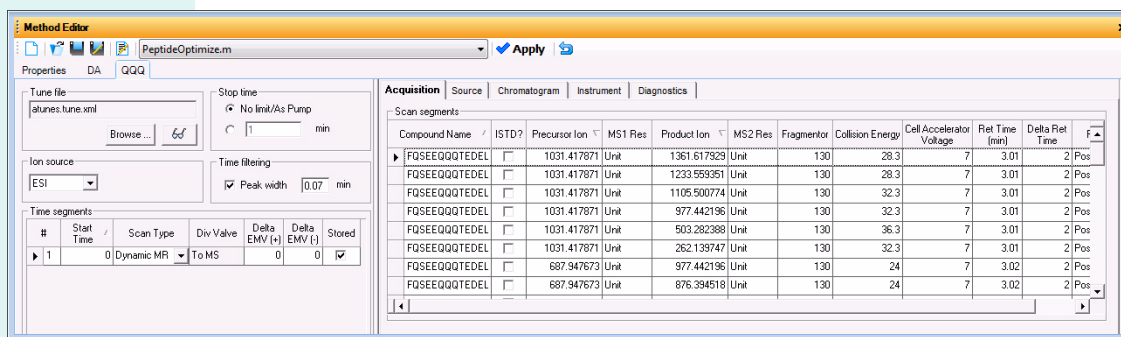 Method Editor
PeptideOptimize.m
Apply
Properties DA QQQ
Tune file
atunes.tune.xml
Browse ...
Ion source
ESI
Stop time
No limit/As Pump
1 min
Time filtering
Peak width 0.07 min
Time segments
# Start Time Scan Type Div Valve Delta EMV (+) Delta EMV (-) Stored
1 0 Dynamic MR To MS 0 0
Acquisition Source Chromatogram Instrument Diagnostics
Scan segments
Compound Name ISTD? Precursor Ion MS1 Res Product Ion MS2 Res Fragmentor Collision Energy Cell Accelerator Voltage Ret Time (min) Delta Ret Time
FQSEEQQQTEDEL 1031.417871 Unit 1361.617929 Unit 130 28.3 7 3.01 2 Pos
FQSEEQQQTEDEL 1031.417871 Unit 1233.559351 Unit 130 28.3 7 3.01 2 Pos
FQSEEQQQTEDEL 1031.417871 Unit 1105.500774 Unit 130 32.3 7 3.01 2 Pos
FQSEEQQQTEDEL 1031.417871 Unit 977.442196 Unit 130 32.3 7 3.01 2 Pos
FQSEEQQQTEDEL 1031.417871 Unit 503.282388 Unit 130 36.3 7 3.01 2 Pos
FQSEEQQQTEDEL 1031.417871 Unit 262.139747 Unit 130 32.3 7 3.01 2 Pos
FQSEEQQQTEDEL 687.947673 Unit 977.442196 Unit 130 24 7 3.02 2 Pos
FQSEEQQQTEDEL 687.947673 Unit 876.394518 Unit 130 24 7 3.02 2 Pos